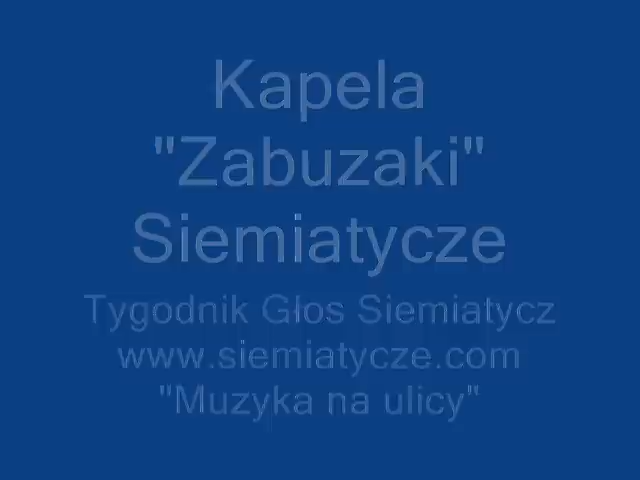 Kapela
"Zabuzaki"
Siemiatycze
Tygodnik Głos Siemiatycz
www.siemiatycze.com
"Muzyka na ulicy"